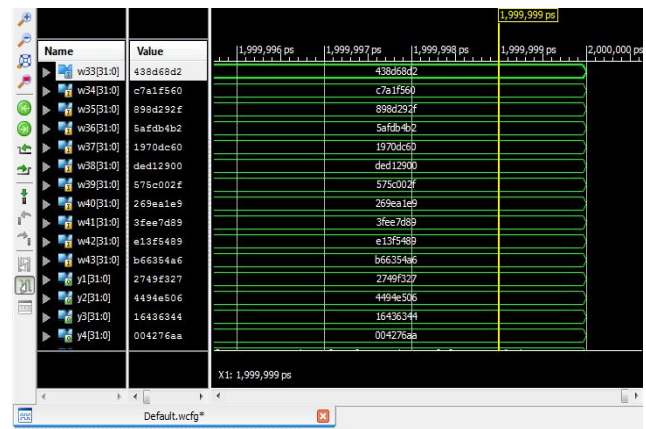 1,999,999 ps
Name Value 1,999,996 ps 1,999,997 ps 1,999,998 ps 1,999,999 ps 2,000,000 ps
w33[31:0] 438d68d2 438d68d2
w34[31:0] c7a1f560 c7a1f560
w35[31:0] 898d292f 898d292f
w36[31:0] 5afdb4b2 5afdb4b2
w37[31:0] 1970dc60 1970dc60
w38[31:0] ded12900 ded12900
w39[31:0] 575c002f 575c002f
w40[31:0] 269ea1e9 269ea1e9
w41[31:0] 3fee7d89 3fee7d89
w42[31:0] e13f5489 e13f5489
w43[31:0] b66354a6 b66354a6
y1[31:0] 2749f327 2749f327
y2[31:0] 4494e506 4494e506
y3[31:0] 16436344 16436344
y4[31:0] 004276aa 004276aa
X1: 1,999,999 ps
Default.wcfg*